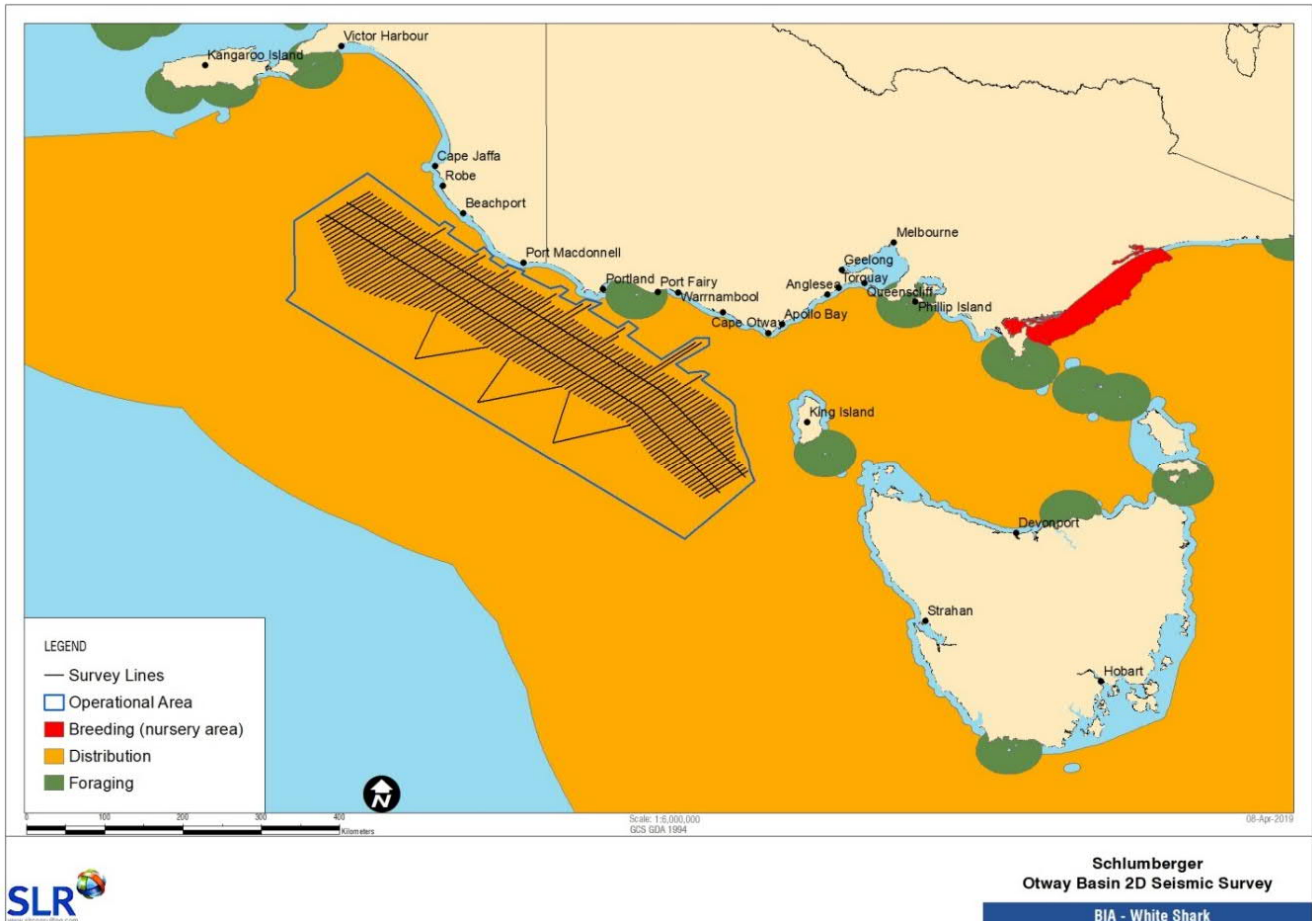 Victor Harbour
Kangaroo Island
Cape Jaffa
Robe
Beachport
Port Macdonnell
Portland
Port Fairy
Warrnambool
Cape Otway
Apollo Bay
Anglesea
Torquay
Geelong
Melbourne
Queenscliff
Phillip Island
King Island
Devonport
Strahan
Hobart
LEGEND
Survey Lines
Operational Area
Breeding (nursery area)
Distribution
Foraging
N
0 100 200 300 400
Kilometers
Scale: 1:6,000,000
GCS GDA 1994
08-Apr-2019
SLR
www.slrconsulting.com
Schlumberger
Otway Basin 2D Seismic Survey
BIA - White Shark